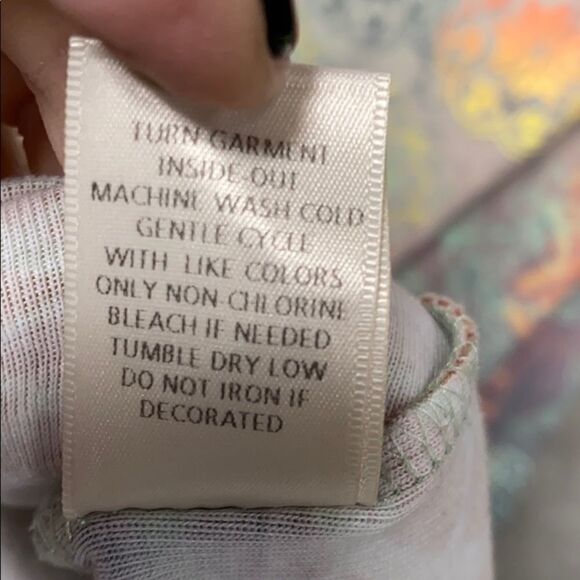 TURN GARMENT
INSIDE-OUT
MACHINE WASH COLD
GENTLE CYCLE
WITH LIKE COLORS
ONLY NON-CHLORINE
BLEACH IF NEEDED
TUMBLE DRY LOW
DO NOT IRON IF
DECORATED